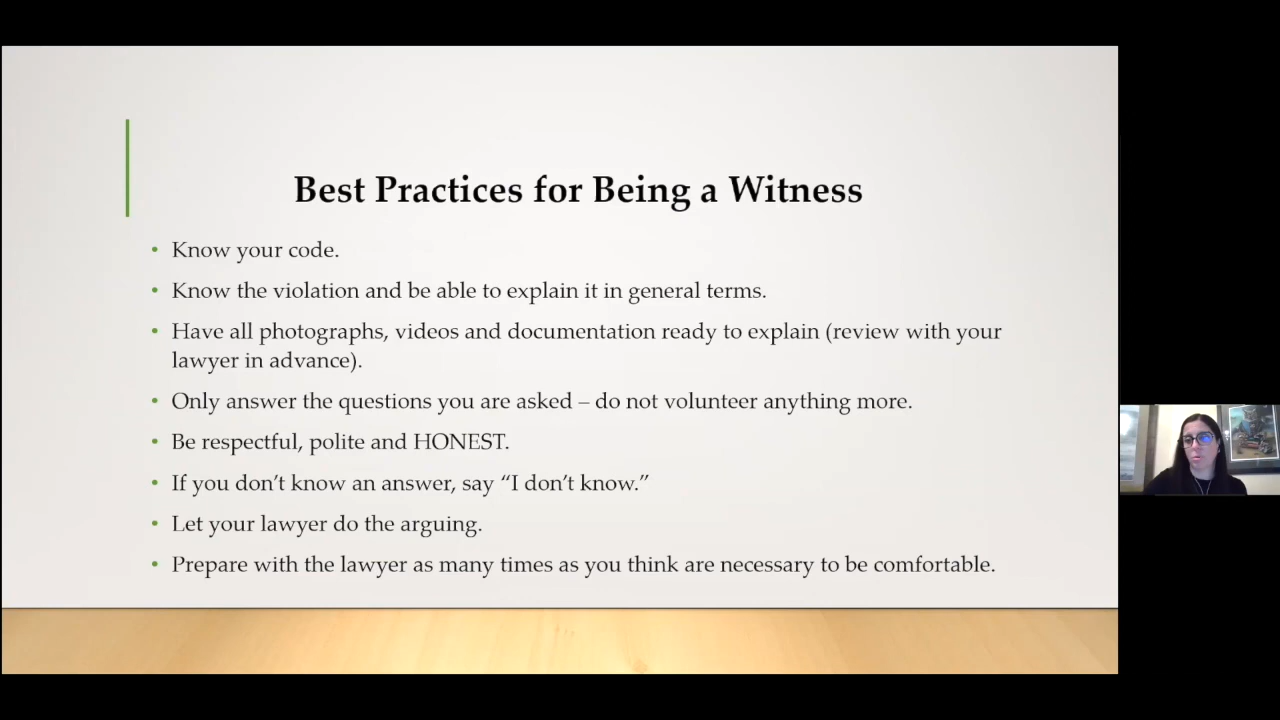 Best Practices for Being a Witness
• Know your code.
• Know the violation and be able to explain it in general terms.
• Have all photographs, videos and documentation ready to explain (review with your
lawyer in advance).
• Only answer the questions you are asked – do not volunteer anything more.
• Be respectful, polite and HONEST.
• If you don’t know an answer, say “I don’t know.”
• Let your lawyer do the arguing.
• Prepare with the lawyer as many times as you think are necessary to be comfortable.